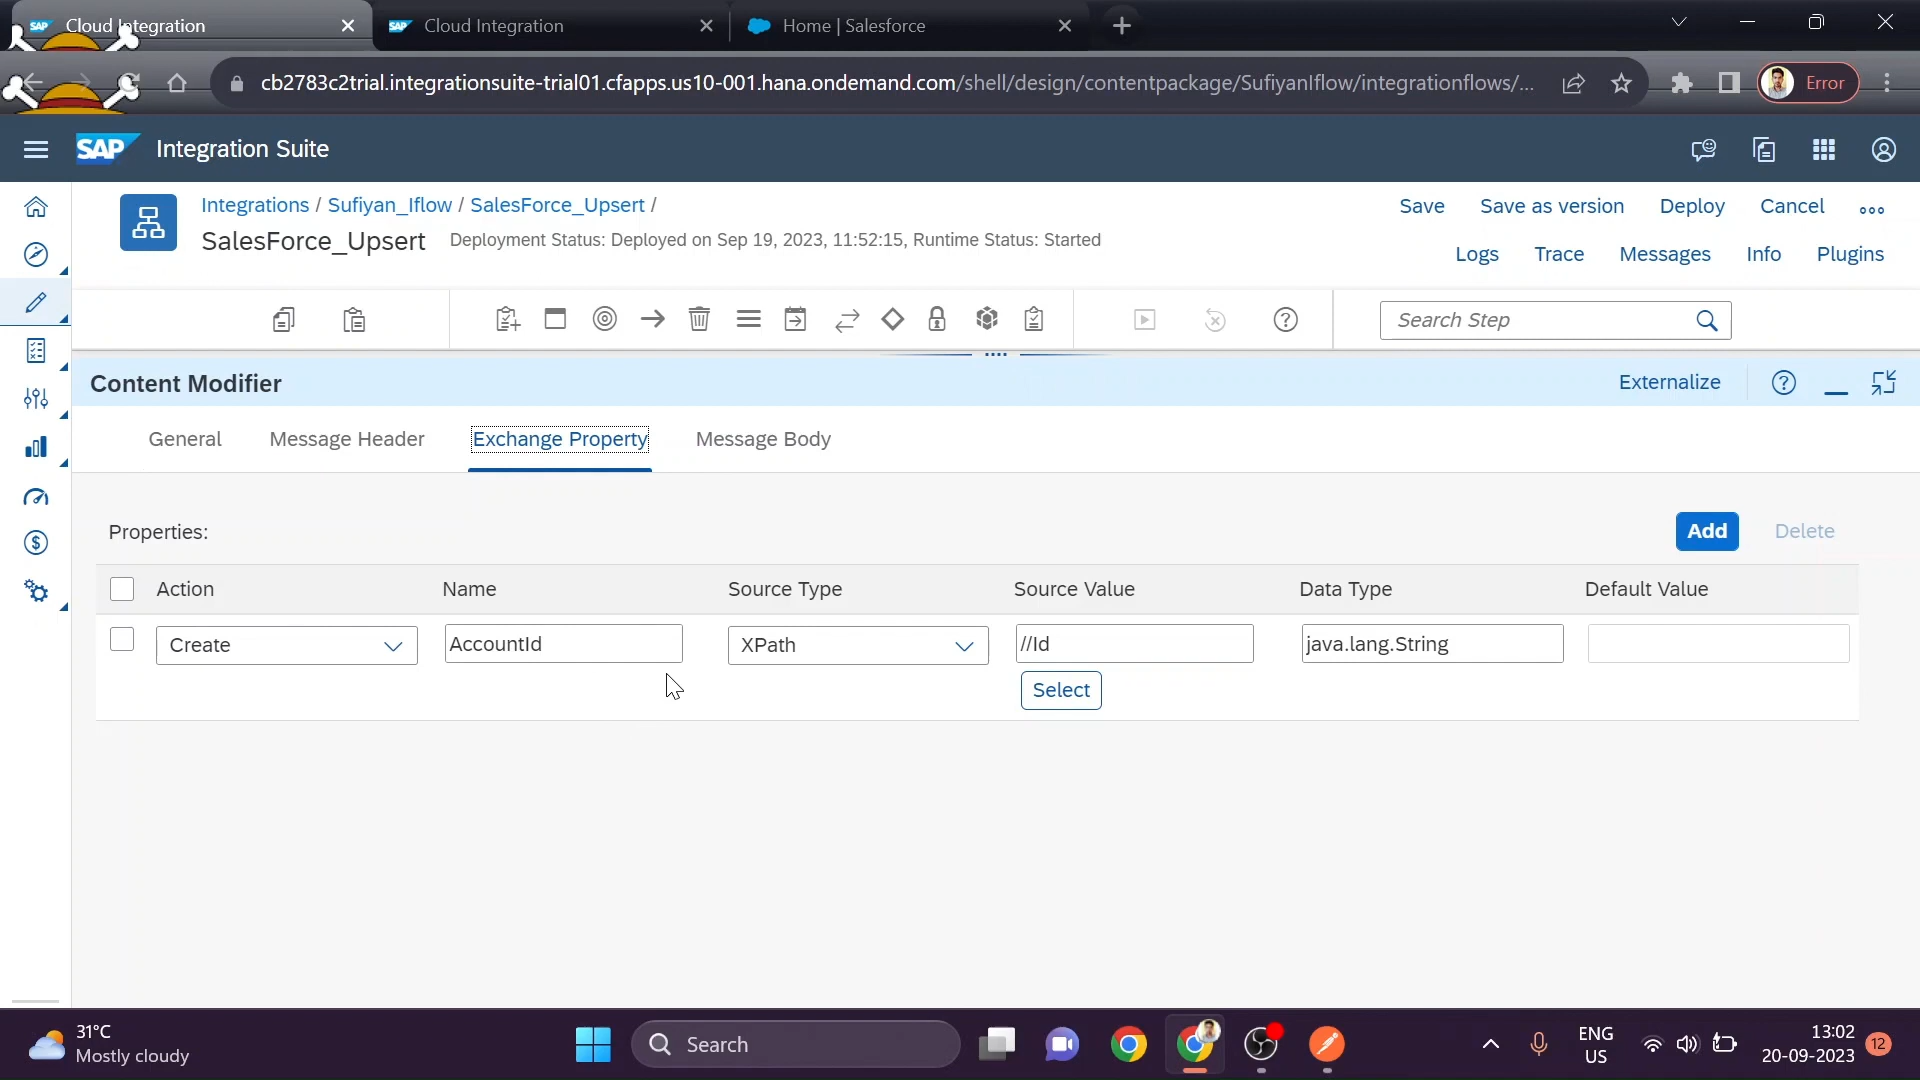 Cloud Integration
Cloud Integration
Home | Salesforce
cb2783c2trial.integrationsuite-trial01.cfapps.us10-001.hana.ondemand.com/shell/design/contentpackage/SufiyanIflow/integrationflows/...
Error
SAP Integration Suite
Integrations / Sufiyan_Iflow / SalesForce_Upsert /
Save Save as version Deploy Cancel
SalesForce_Upsert Deployment Status: Deployed on Sep 19, 2023, 11:52:15, Runtime Status: Started
Logs Trace Messages Info Plugins
Search Step
Content Modifier
Externalize
General Message Header Exchange Property Message Body
Properties:
Add Delete
Action Name Source Type Source Value Data Type Default Value
Create AccountId XPath //Id java.lang.String
Select
31°C
Mostly cloudy
Search
ENG
US
13:02
20-09-2023
12